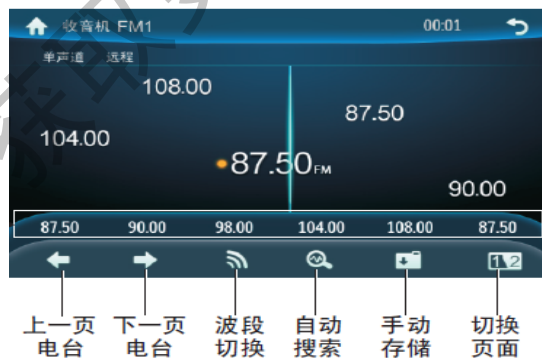 收音机 FM1 00:01
单声道 远程
108.00
87.50
104.00
87.50FM
90.00
87.50 90.00 98.00 104.00 108.00 87.50
1 2
上一页电台
下一页电台
波段切换
自动搜索
手动存储
切换页面
获取